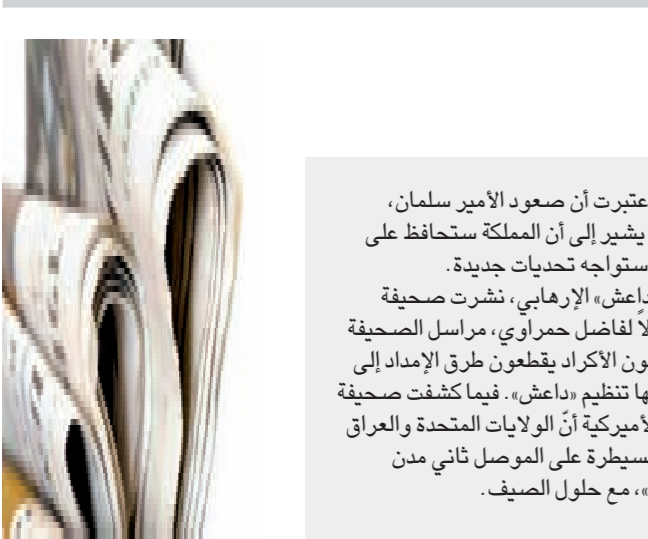 عتبرت أن صعود الأمير سلمان،
يشير إلى أن المملكة ستحافظ على
ستواجه تحديات جديدة.
داعش» الإرهابي، نشرت صحيفة
لاً لفاضل حمراوي، مراسل الصحيفة
ون الأكراد يقطعون طرق الإمداد إلى
ها تنظيم «داعش». فيما كشفت صحيفة
لأميركية أنّ الولايات المتحدة والعراق
سيطرة على الموصل ثاني مدن
»، مع حلول الصيف.